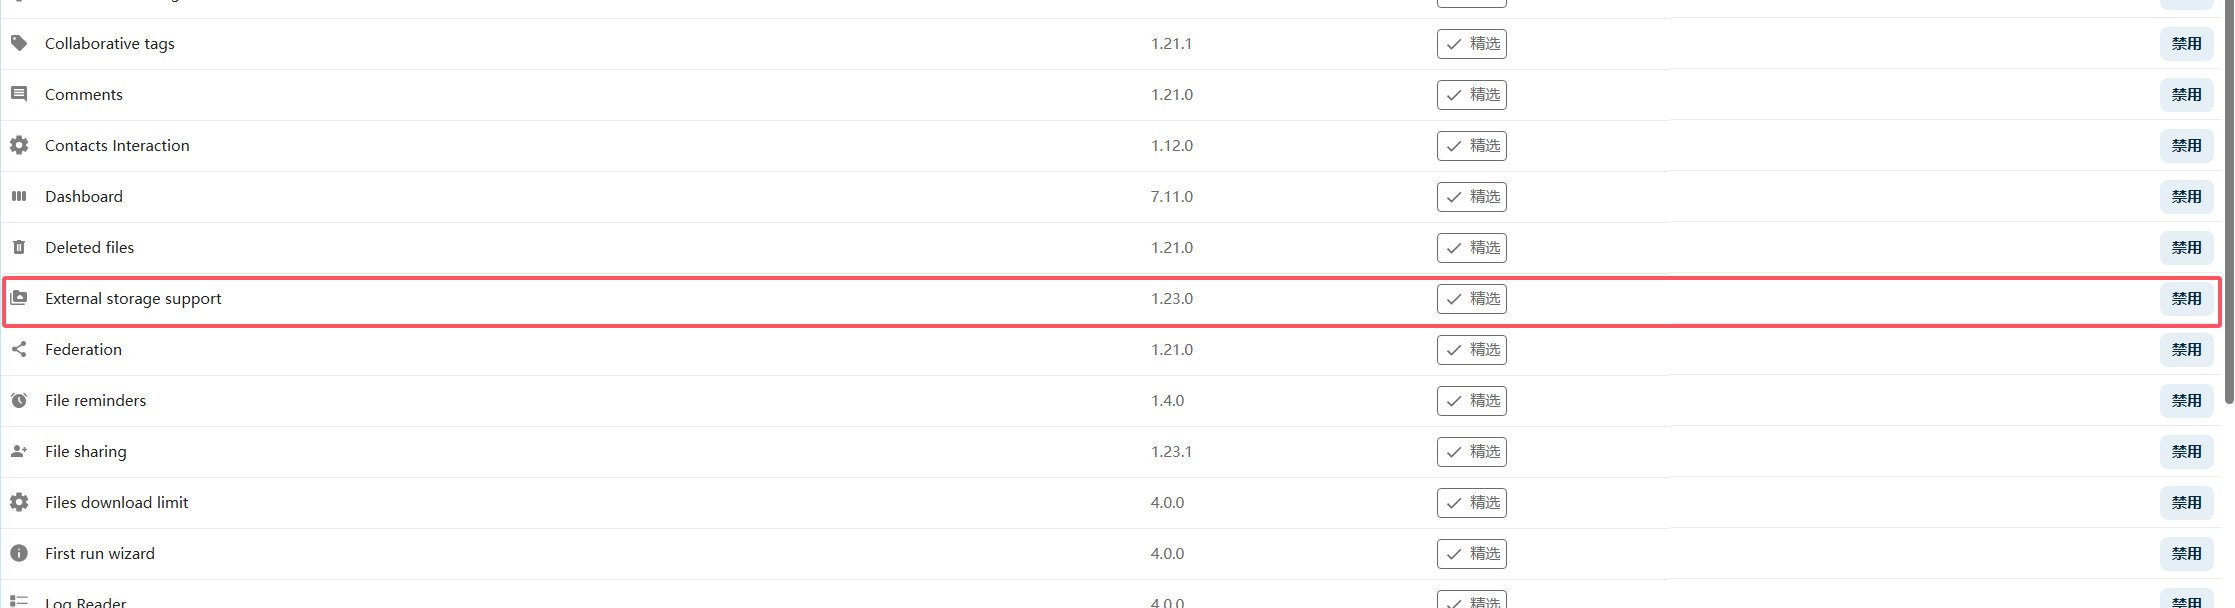 Collaborative tags 1.21.1 精选 禁用
Comments 1.21.0 精选 禁用
Contacts Interaction 1.12.0 精选 禁用
Dashboard 7.11.0 精选 禁用
Deleted files 1.21.0 精选 禁用
External storage support 1.23.0 精选 禁用
Federation 1.21.0 精选 禁用
File reminders 1.4.0 精选 禁用
File sharing 1.23.1 精选 禁用
Files download limit 4.0.0 精选 禁用
First run wizard 4.0.0 精选 禁用
Log Reader 4.0.0 精选 禁用